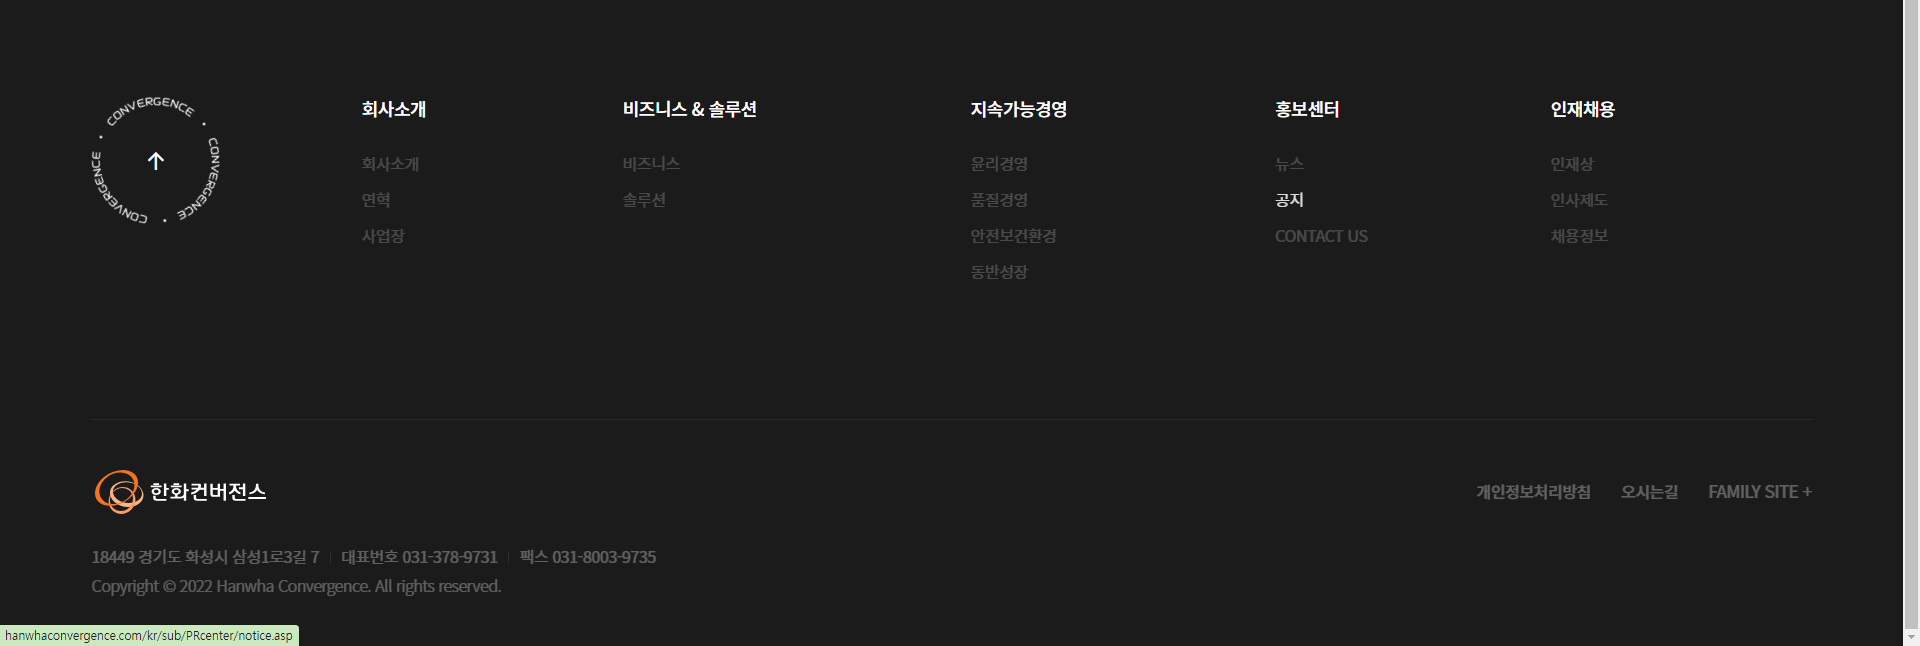 CONVERGENCE • CONVERGENCE • CONVERGENCE •
회사소개
회사소개
연혁
사업장
비즈니스 & 솔루션
비즈니스
솔루션
지속가능경영
윤리경영
품질경영
안전보건환경
동반성장
홍보센터
뉴스
공지
CONTACT US
인재채용
인재상
인사제도
채용정보
한화컨버전스
개인정보처리방침 오시는길 FAMILY SITE +
18449 경기도 화성시 삼성1로3길 7 | 대표번호 031-378-9731 | 팩스 031-8003-9735
Copyright © 2022 Hanwha Convergence. All rights reserved.
hanwhaconvergence.com/kr/sub/PRcenter/notice.asp